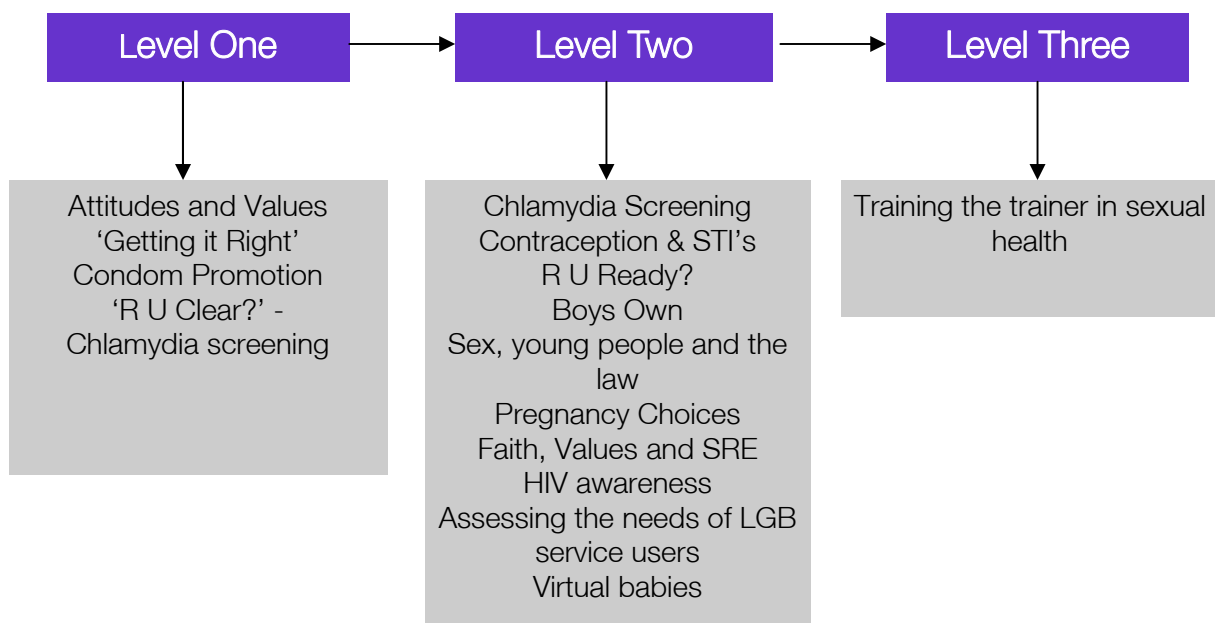 Level One
Level Two
Level Three
Attitudes and Values
‘Getting it Right’
Condom Promotion
‘R U Clear?’ -
Chlamydia screening
Chlamydia Screening
Contraception & STI’s
R U Ready?
Boys Own
Sex, young people and the
law
Pregnancy Choices
Faith, Values and SRE
HIV awareness
Assessing the needs of LGB
service users
Virtual babies
Training the trainer in sexual
health